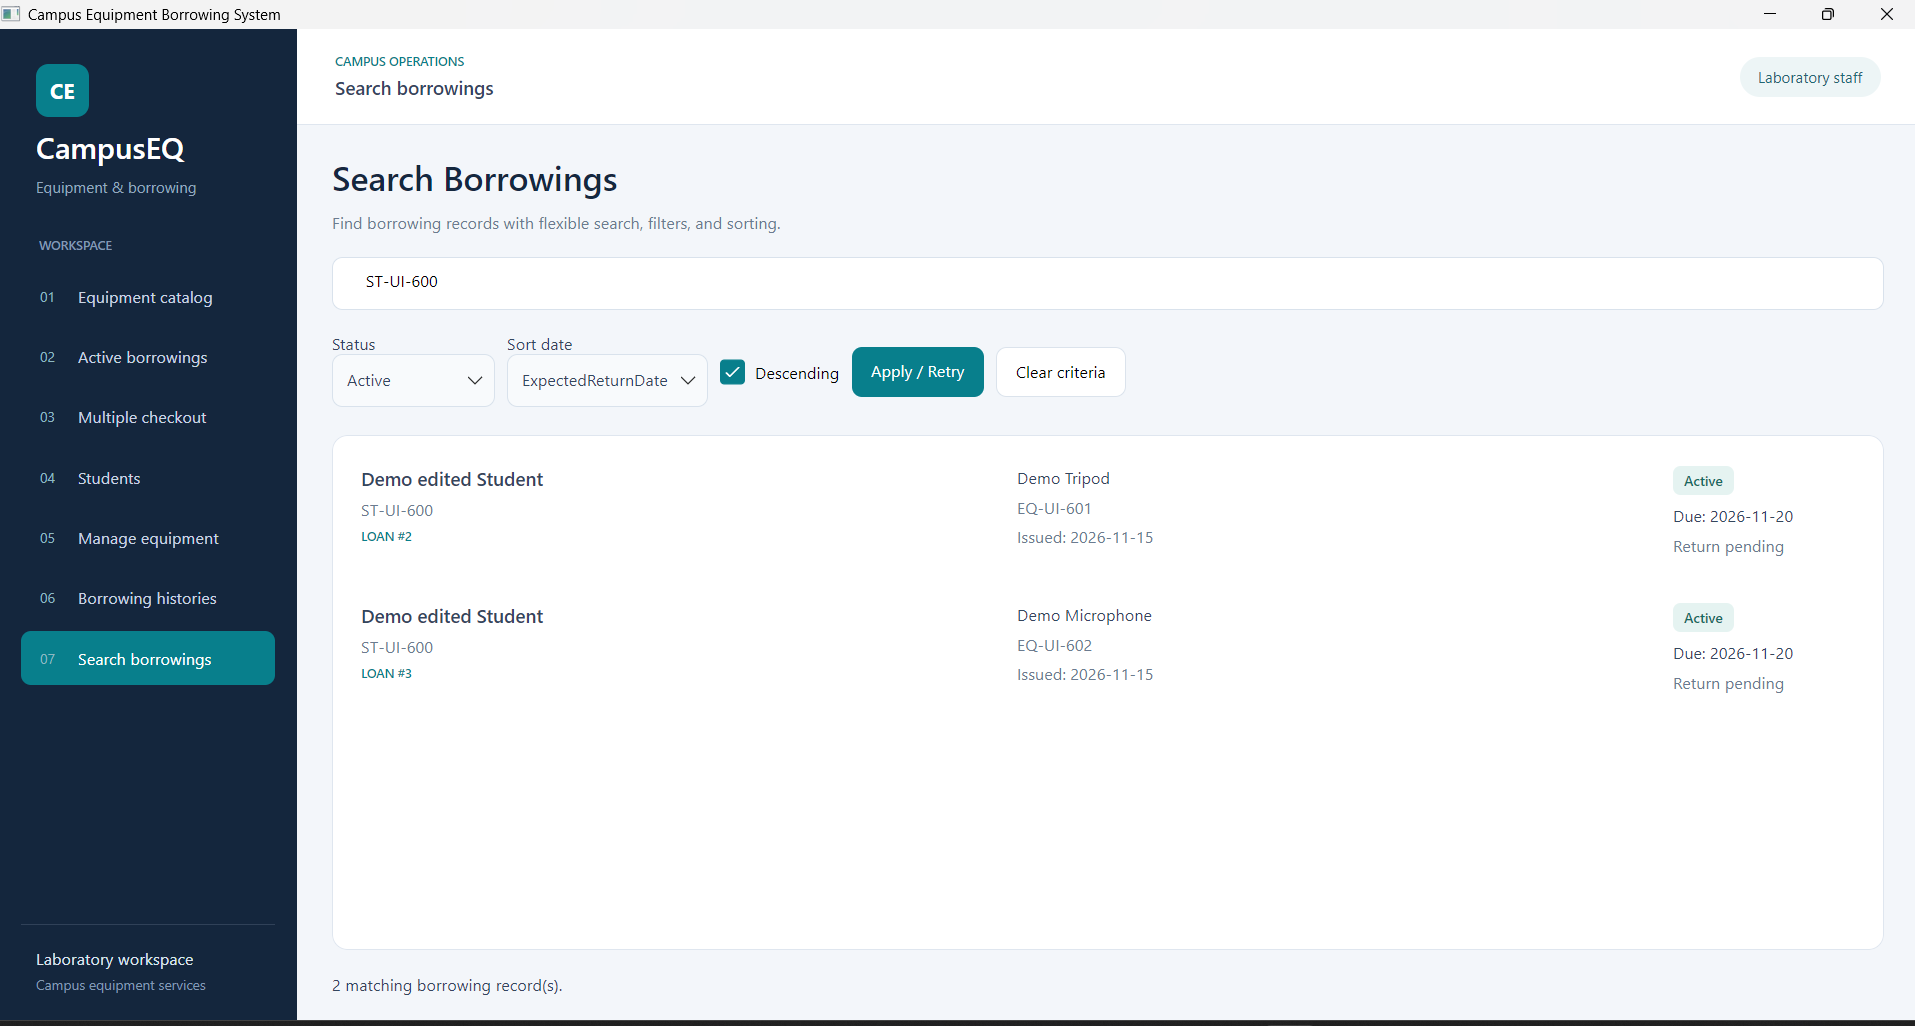 Campus Equipment Borrowing System
CE
CampusEQ
Equipment & borrowing
WORKSPACE
01 Equipment catalog
02 Active borrowings
03 Multiple checkout
04 Students
05 Manage equipment
06 Borrowing histories
07 Search borrowings
Laboratory workspace
Campus equipment services
CAMPUS OPERATIONS
Search borrowings
Laboratory staff
Search Borrowings
Find borrowing records with flexible search, filters, and sorting.
ST-UI-600
Status
Active
Sort date
ExpectedReturnDate
Descending
Apply / Retry
Clear criteria
Demo edited Student
ST-UI-600
LOAN #2
Demo Tripod
EQ-UI-601
Issued: 2026-11-15
Active
Due: 2026-11-20
Return pending
Demo edited Student
ST-UI-600
LOAN #3
Demo Microphone
EQ-UI-602
Issued: 2026-11-15
Active
Due: 2026-11-20
Return pending
2 matching borrowing record(s).